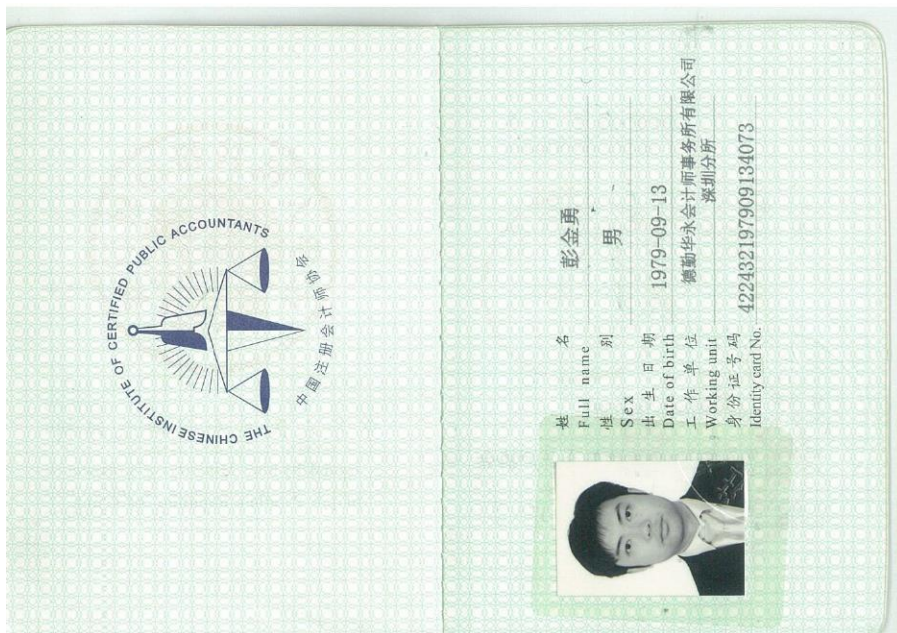 THE CHINESE INSTITUTE OF CERTIFIED PUBLIC ACCOUNTANTS
中国注册会计师协会
姓名 彭金勇
Full name
性别 男
Sex
出生日期 1979-09-13
Date of birth
工作单位 德勤华永会计师事务所有限公司
Working unit 深圳分所
身份证号码 422432197909134073
Identity card No.